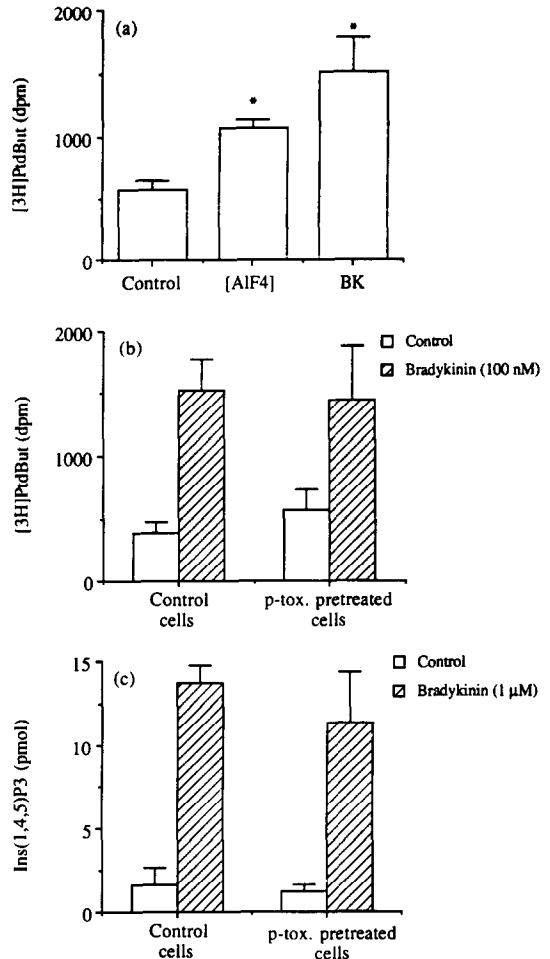 (a)
[3H]PtdBut (dpm)
2000
1000
0
*
*
Control
[AlF4]
BK
(b)
[3H]PtdBut (dpm)
2000
1000
0
Control
Bradykinin (100 nM)
Control
cells
p-tox. pretreated
cells
(c)
Ins(1,4,5)P3 (pmol)
15
10
5
0
Control
Bradykinin (1 µM)
Control
cells
p-tox. pretreated
cells